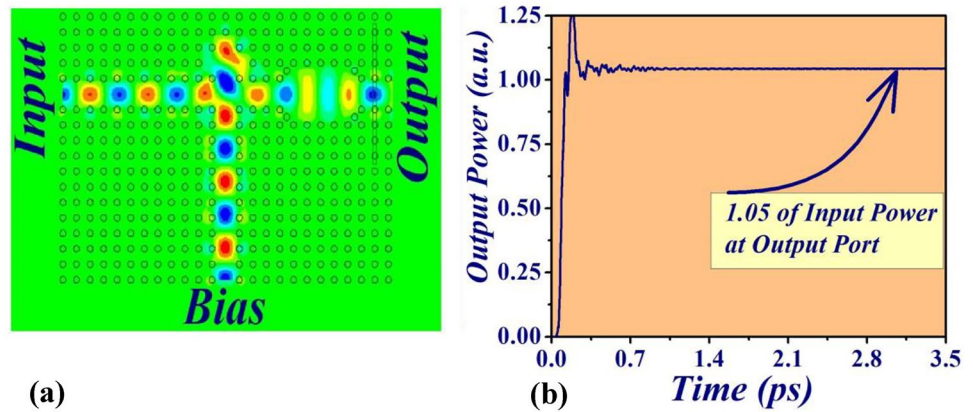 Input
Output
Bias
(a)
Output Power (a.u.)
1.25
1.00
0.75
0.50
0.25
0.00
1.05 of Input Power
at Output Port
0.0
0.7
1.4
2.1
2.8
3.5
Time (ps)
(b)